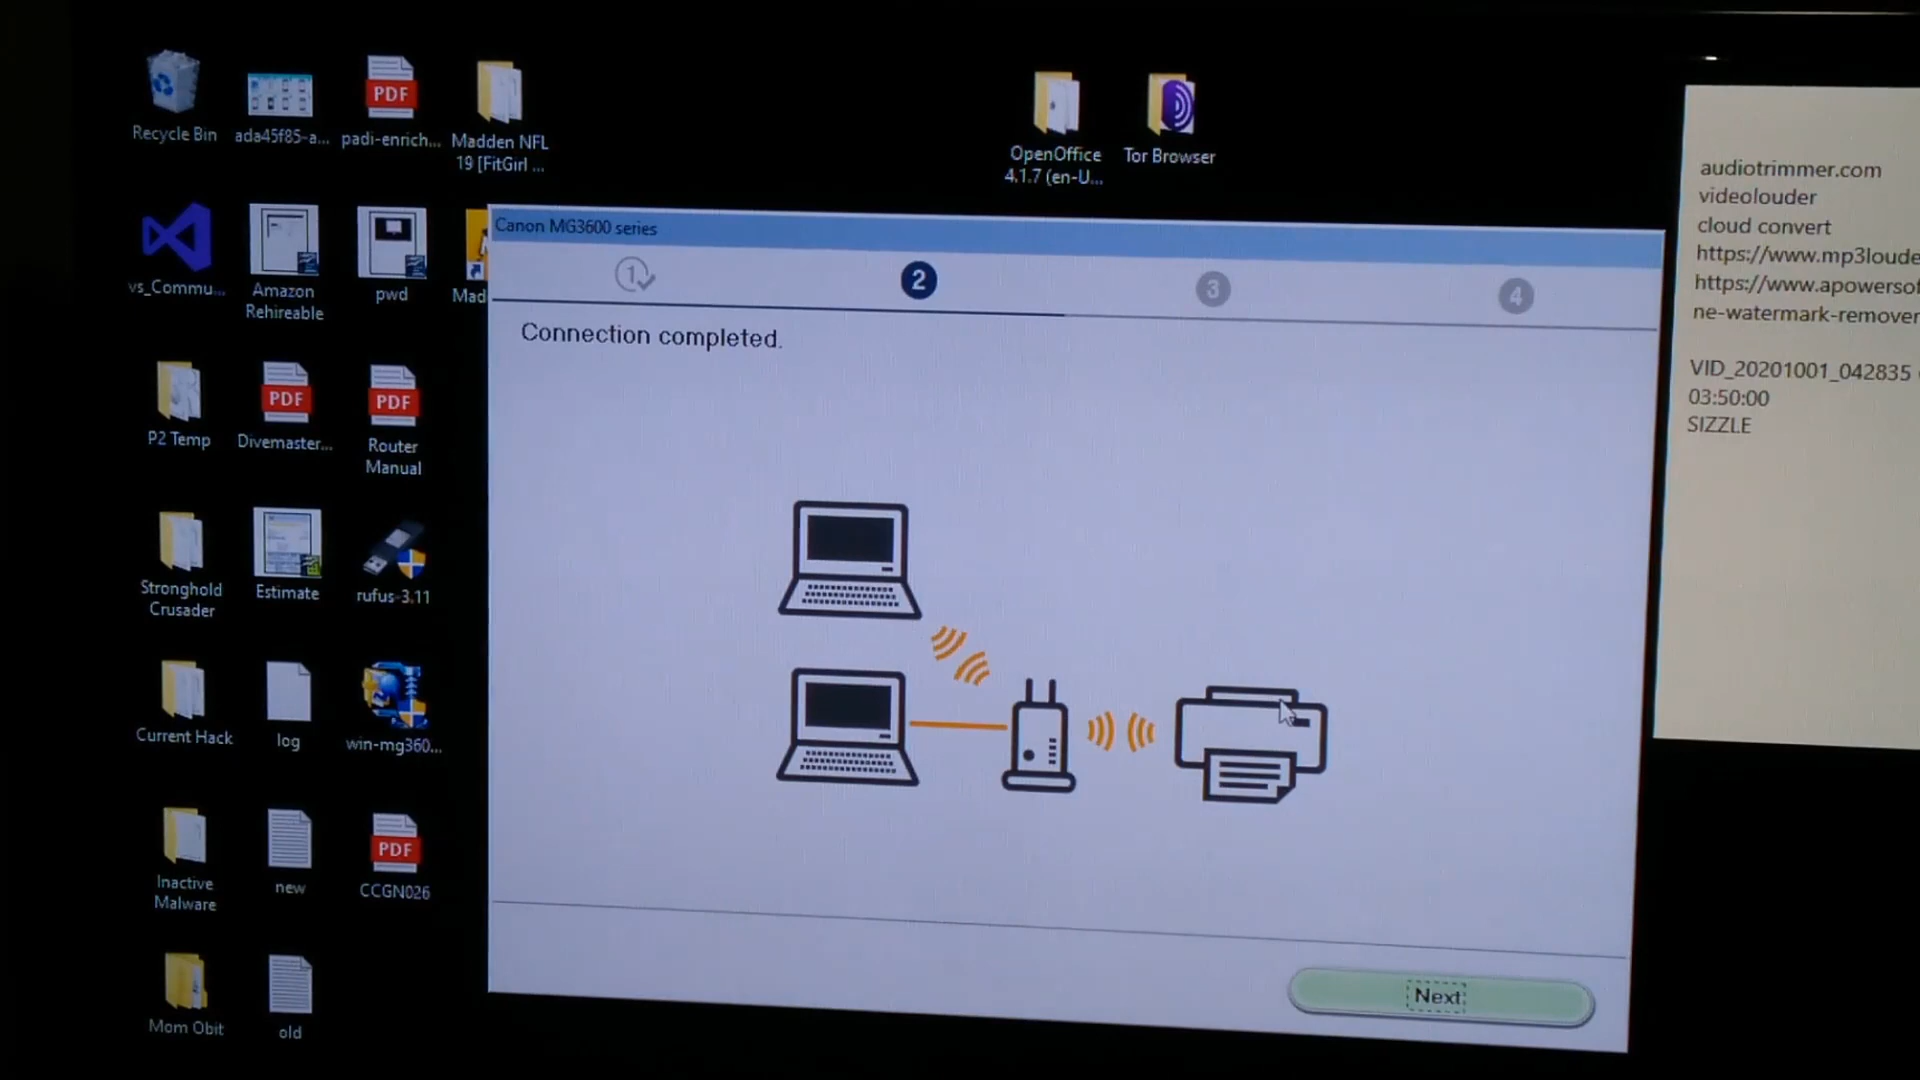 Recycle Bin
ada45f85-a...
PDF
padi-enrich...
Madden NFL
19 [FitGirl ...
OpenOffice
4.1.7 (en-U...
Tor Browser
vs_Commu...
Amazon
Rehireable
pwd
Mad
P2 Temp
PDF
Divemaster...
PDF
Router
Manual
Stronghold
Crusader
Estimate
rufus-3.11
Current Hack
log
win-mg360...
Inactive
Malware
new
PDF
CCGN026
Mom Obit
old
Canon MG3600 series
1
2
3
4
Connection completed.
Next
audiotrimmer.com
videolouder
cloud convert
https://www.mp3loude
https://www.apowersof
ne-watermark-remover
VID_20201001_042835
03:50:00
SIZZLE